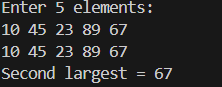 Enter 5 elements:
10 45 23 89 67
10 45 23 89 67
Second largest = 67